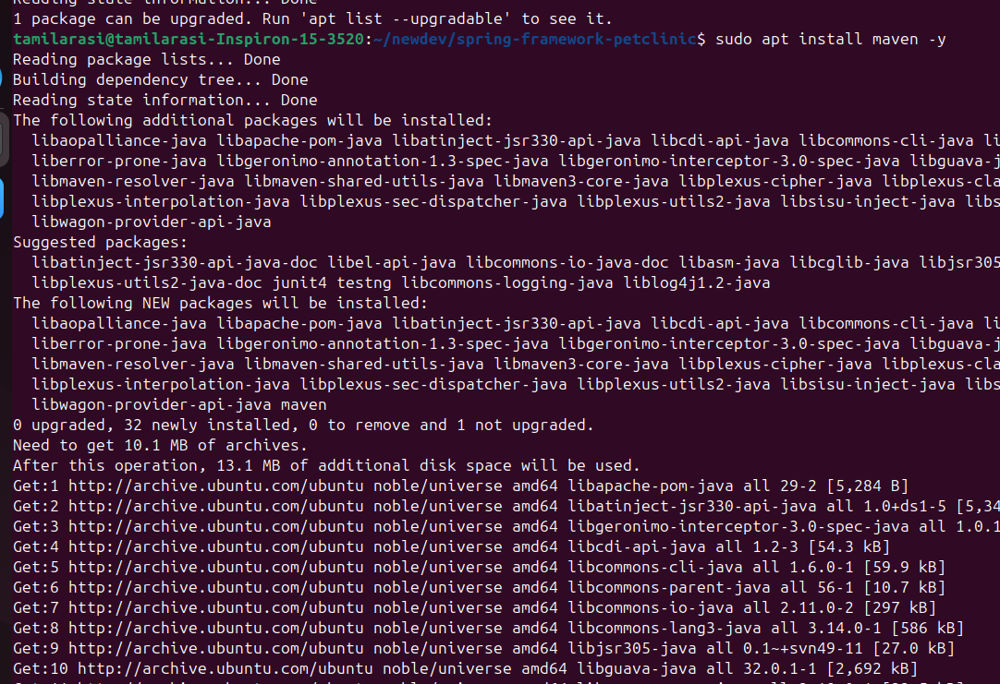 1 package can be upgraded. Run 'apt list --upgradable' to see it.
tamilarasi@tamilarasi-Inspiron-15-3520:~/newdev/spring-framework-petclinic$ sudo apt install maven -y
Reading package lists... Done
Building dependency tree... Done
Reading state information... Done
The following additional packages will be installed:
  libaopalliance-java libapache-pom-java libatinject-jsr330-api-java libcdi-api-java libcommons-cli-java li
  liberror-prone-java libgeronimo-annotation-1.3-spec-java libgeronimo-interceptor-3.0-spec-java libguava-j
  libmaven-resolver-java libmaven-shared-utils-java libmaven3-core-java libplexus-cipher-java libplexus-cla
  libplexus-interpolation-java libplexus-sec-dispatcher-java libplexus-utils2-java libsisu-inject-java libs
  libwagon-provider-api-java
Suggested packages:
  libatinject-jsr330-api-java-doc libel-api-java libcommons-io-java-doc libasm-java libcglib-java libjsr305
  libplexus-utils2-java-doc junit4 testng libcommons-logging-java liblog4j1.2-java
The following NEW packages will be installed:
  libaopalliance-java libapache-pom-java libatinject-jsr330-api-java libcdi-api-java libcommons-cli-java li
  liberror-prone-java libgeronimo-annotation-1.3-spec-java libgeronimo-interceptor-3.0-spec-java libguava-j
  libmaven-resolver-java libmaven-shared-utils-java libmaven3-core-java libplexus-cipher-java libplexus-cla
  libplexus-interpolation-java libplexus-sec-dispatcher-java libplexus-utils2-java libsisu-inject-java libs
  libwagon-provider-api-java maven
0 upgraded, 32 newly installed, 0 to remove and 1 not upgraded.
Need to get 10.1 MB of archives.
After this operation, 13.1 MB of additional disk space will be used.
Get:1 http://archive.ubuntu.com/ubuntu noble/universe amd64 libapache-pom-java all 29-2 [5,284 B]
Get:2 http://archive.ubuntu.com/ubuntu noble/universe amd64 libatinject-jsr330-api-java all 1.0+ds1-5 [5,34
Get:3 http://archive.ubuntu.com/ubuntu noble/universe amd64 libgeronimo-interceptor-3.0-spec-java all 1.0.1
Get:4 http://archive.ubuntu.com/ubuntu noble/universe amd64 libcdi-api-java all 1.2-3 [54.3 kB]
Get:5 http://archive.ubuntu.com/ubuntu noble/universe amd64 libcommons-cli-java all 1.6.0-1 [59.9 kB]
Get:6 http://archive.ubuntu.com/ubuntu noble/universe amd64 libcommons-parent-java all 56-1 [10.7 kB]
Get:7 http://archive.ubuntu.com/ubuntu noble/universe amd64 libcommons-io-java all 2.11.0-2 [297 kB]
Get:8 http://archive.ubuntu.com/ubuntu noble/universe amd64 libcommons-lang3-java all 3.14.0-1 [586 kB]
Get:9 http://archive.ubuntu.com/ubuntu noble/universe amd64 libjsr305-java all 0.1~+svn49-11 [27.0 kB]
Get:10 http://archive.ubuntu.com/ubuntu noble/universe amd64 libguava-java all 32.0.1-1 [2,692 kB]